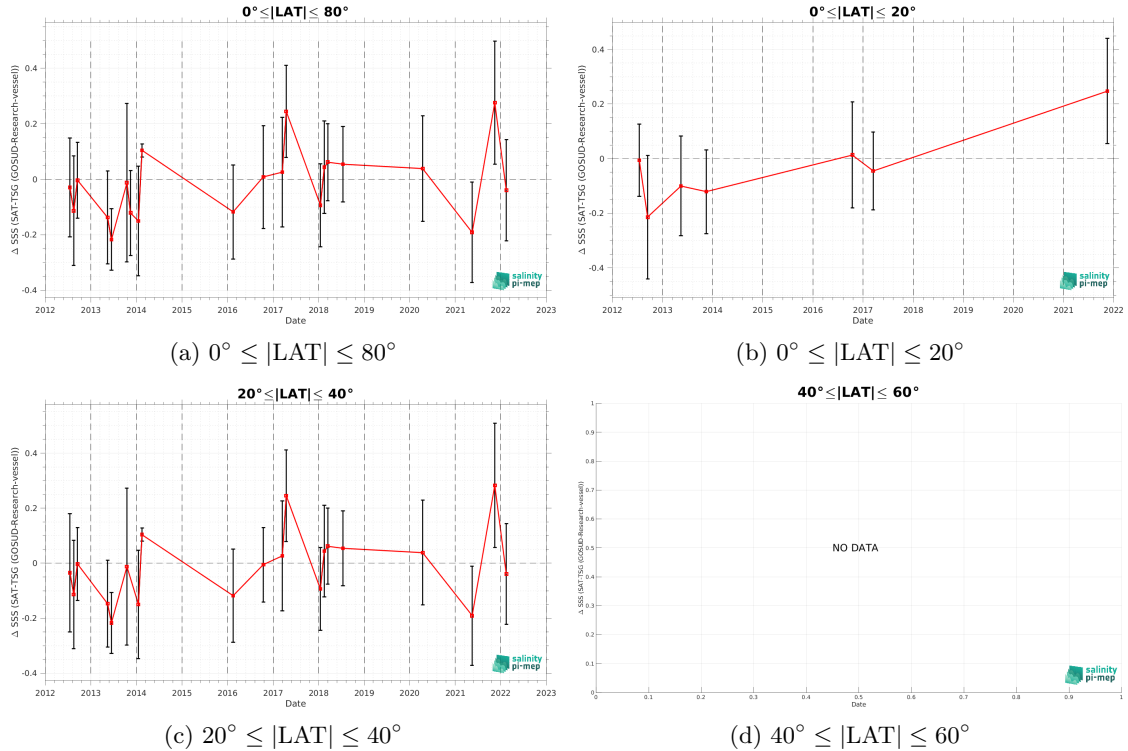 0°≤|LAT|≤ 80°
Δ SSS (SAT-TSG (GOSUD-Research-vessel))
0.4
0.2
0
-0.2
-0.4
2012 2013 2014 2015 2016 2017 2018 2019 2020 2021 2022 2023
Date
salinity
pi-mep
(a) 0° ≤ |LAT| ≤ 80°
0°≤|LAT|≤ 20°
Δ SSS (SAT-TSG (GOSUD-Research-vessel))
0.4
0.2
0
-0.2
-0.4
2012 2013 2014 2015 2016 2017 2018 2019 2020 2021 2022
Date
salinity
pi-mep
(b) 0° ≤ |LAT| ≤ 20°
20°≤|LAT|≤ 40°
Δ SSS (SAT-TSG (GOSUD-Research-vessel))
0.4
0.2
0
-0.2
-0.4
2012 2013 2014 2015 2016 2017 2018 2019 2020 2021 2022 2023
Date
salinity
pi-mep
(c) 20° ≤ |LAT| ≤ 40°
40°≤|LAT|≤ 60°
Δ SSS (SAT-TSG (GOSUD-Research-vessel))
1
0.9
0.8
0.7
0.6
0.5
0.4
0.3
0.2
0.1
0
NO DATA
0 0.1 0.2 0.3 0.4 0.5 0.6 0.7 0.8 0.9 1
Date
salinity
pi-mep
(d) 40° ≤ |LAT| ≤ 60°